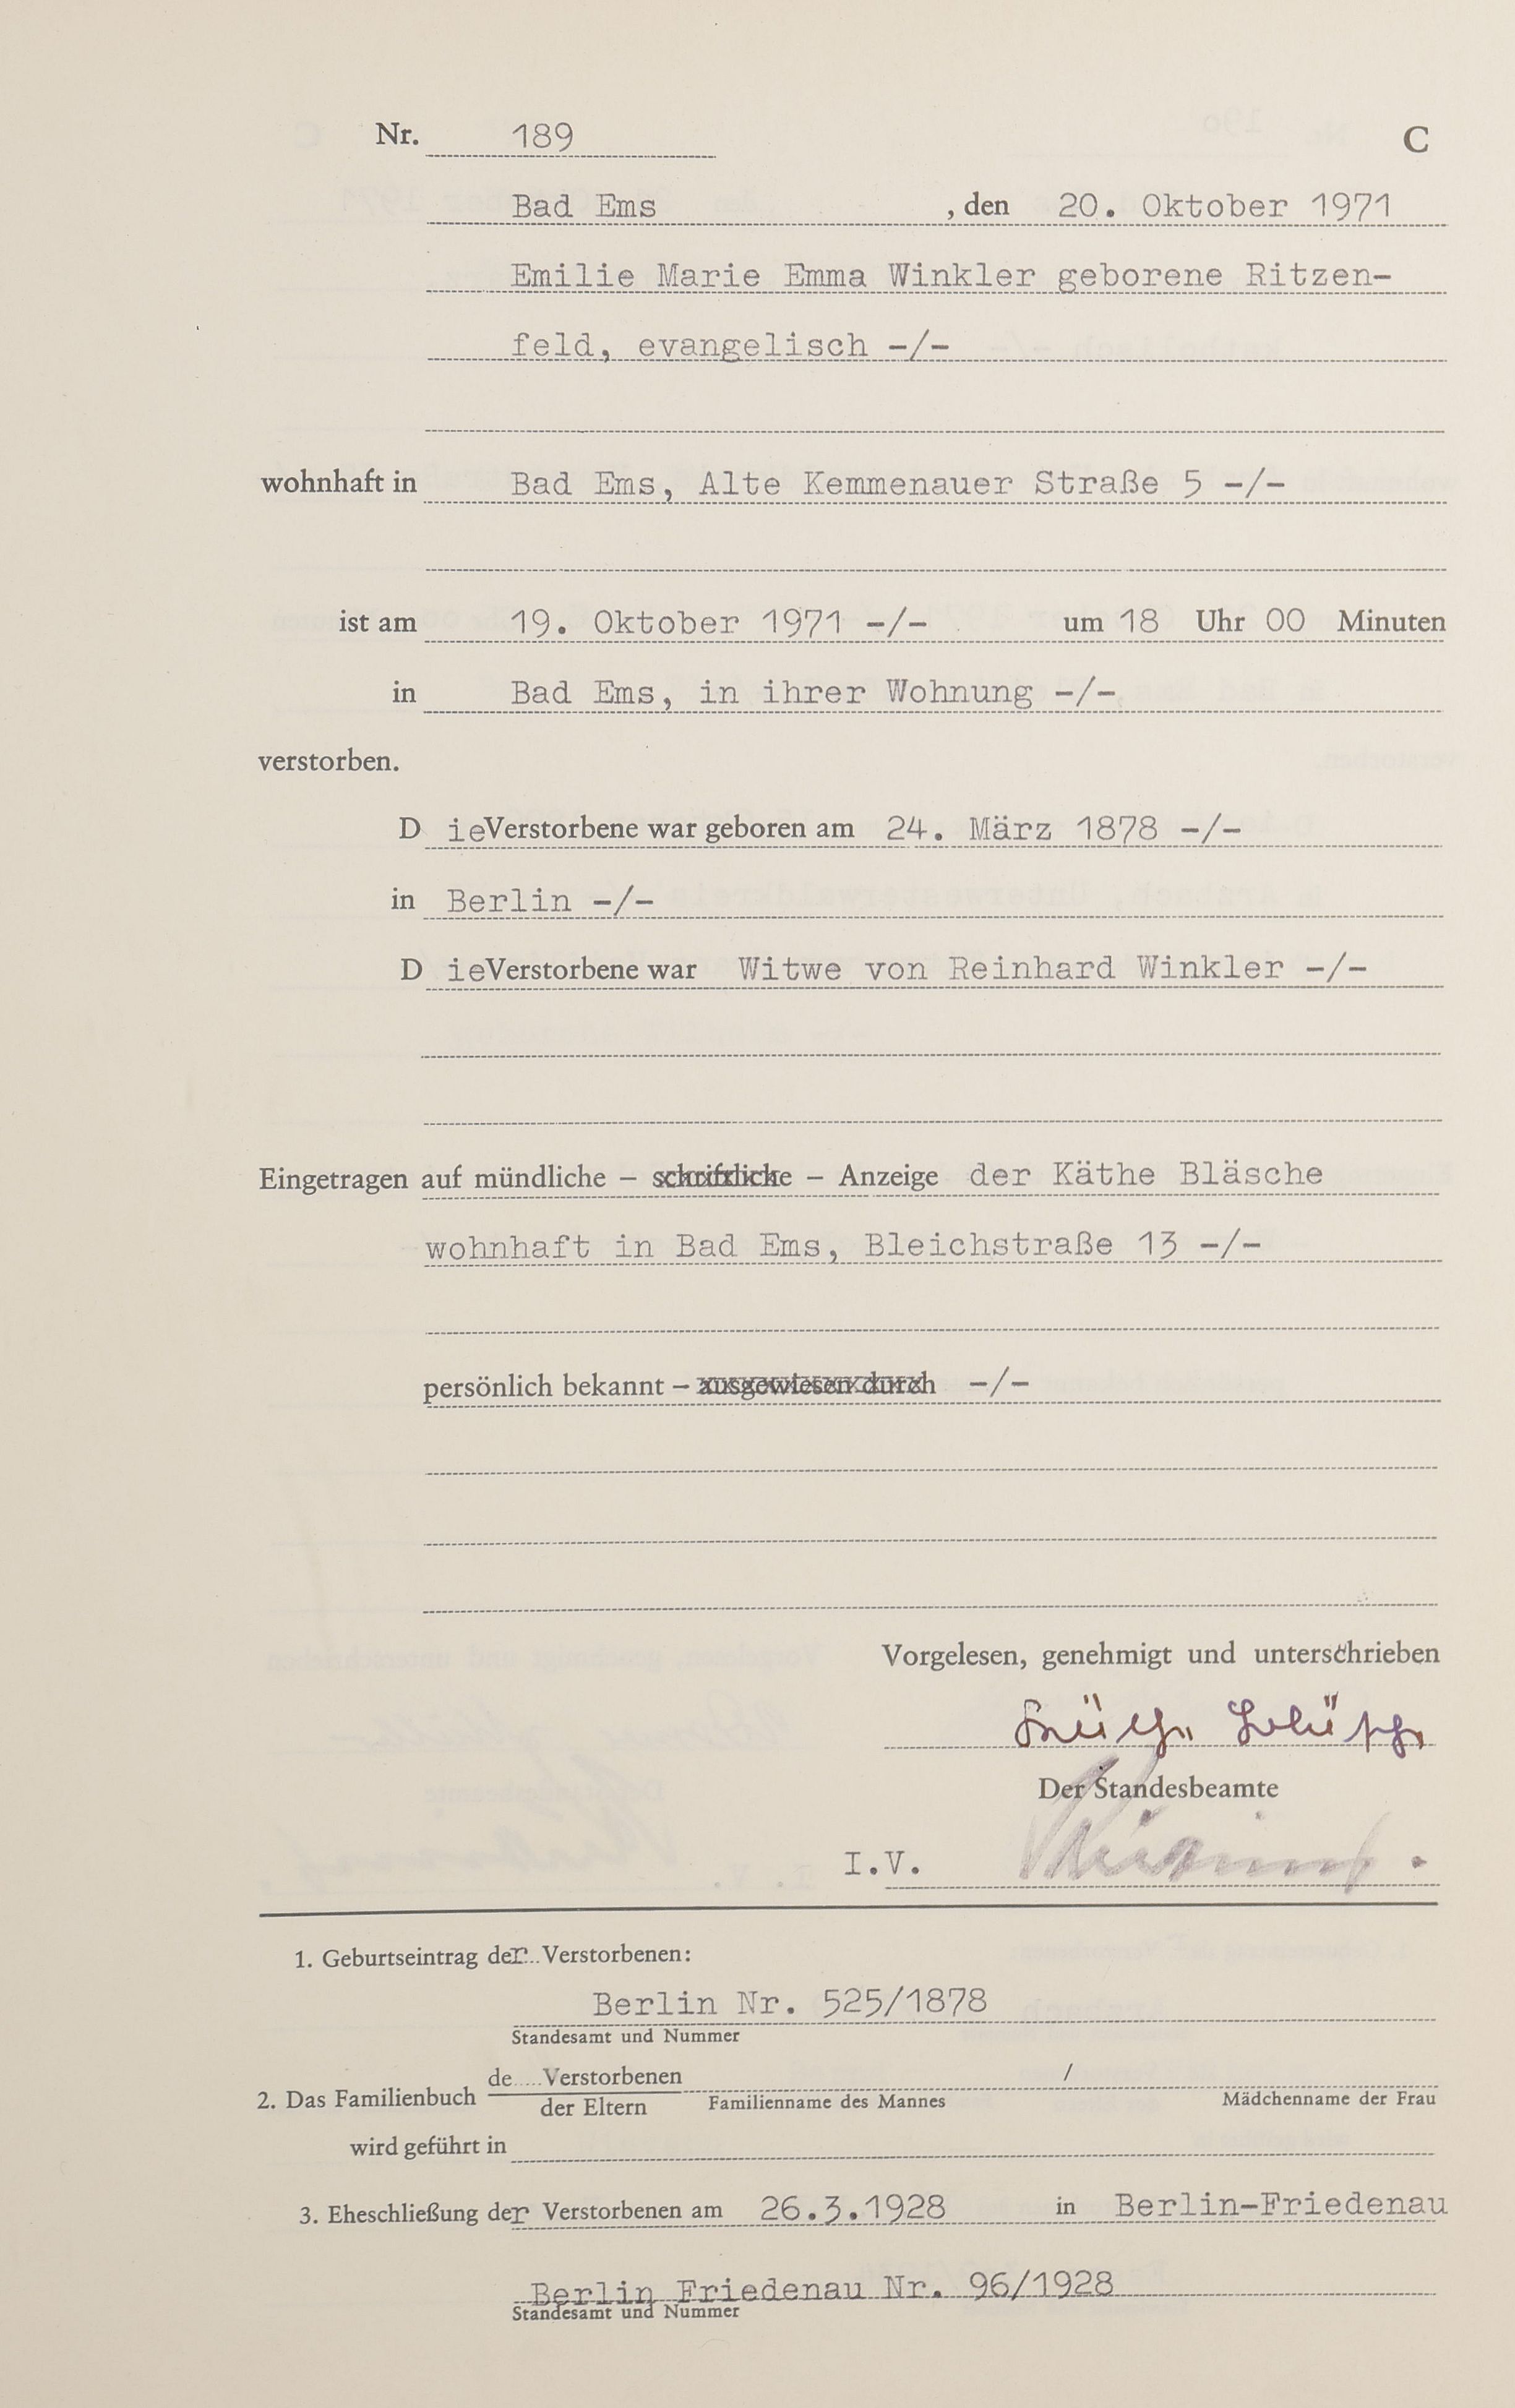 Nr. 189 C
Bad Ems , den 20. Oktober 1971
Emilie Marie Emma Winkler geborene Ritzen-
feld, evangelisch -/-
wohnhaft in Bad Ems, Alte Kemmenauer Straße 5 -/-
ist am 19. Oktober 1971 -/- um 18 Uhr 00 Minuten
in Bad Ems, in ihrer Wohnung -/-
verstorben.
D ie Verstorbene war geboren am 24. März 1878 -/-
in Berlin -/-
D ie Verstorbene war Witwe von Reinhard Winkler -/-
Eingetragen auf mündliche – schriftliche – Anzeige der Käthe Bläsche
wohnhaft in Bad Ems, Bleichstraße 13 -/-
persönlich bekannt – ausgewiesen durch -/-
Vorgelesen, genehmigt und unterschrieben
Käthe Bläsche
Der Standesbeamte
I.V.
1. Geburtseintrag der Verstorbenen:
Berlin Nr. 525/1878
Standesamt und Nummer
de.....Verstorbenen /
2. Das Familienbuch der Eltern Familienname des Mannes Mädchenname der Frau
wird geführt in
3. Eheschließung der Verstorbenen am 26.3.1928 in Berlin-Friedenau
Berlin Friedenau Nr. 96/1928
Standesamt und Nummer